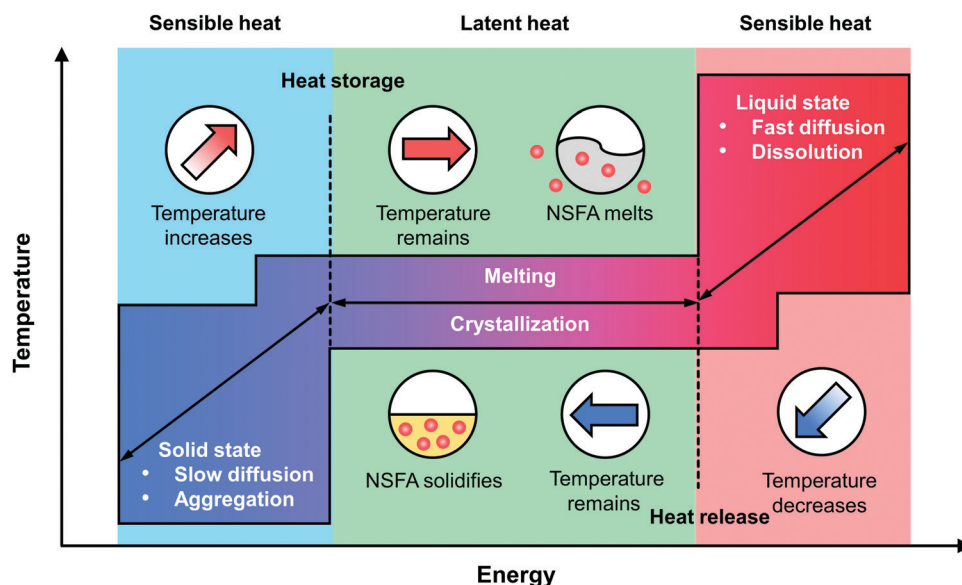 Sensible heat
Latent heat
Sensible heat
Heat storage
Temperature
increases
Temperature
remains
NSFA melts
Liquid state
• Fast diffusion
• Dissolution
Melting
Crystallization
Solid state
• Slow diffusion
• Aggregation
NSFA solidifies
Temperature
remains
Temperature
decreases
Heat release
Temperature
Energy